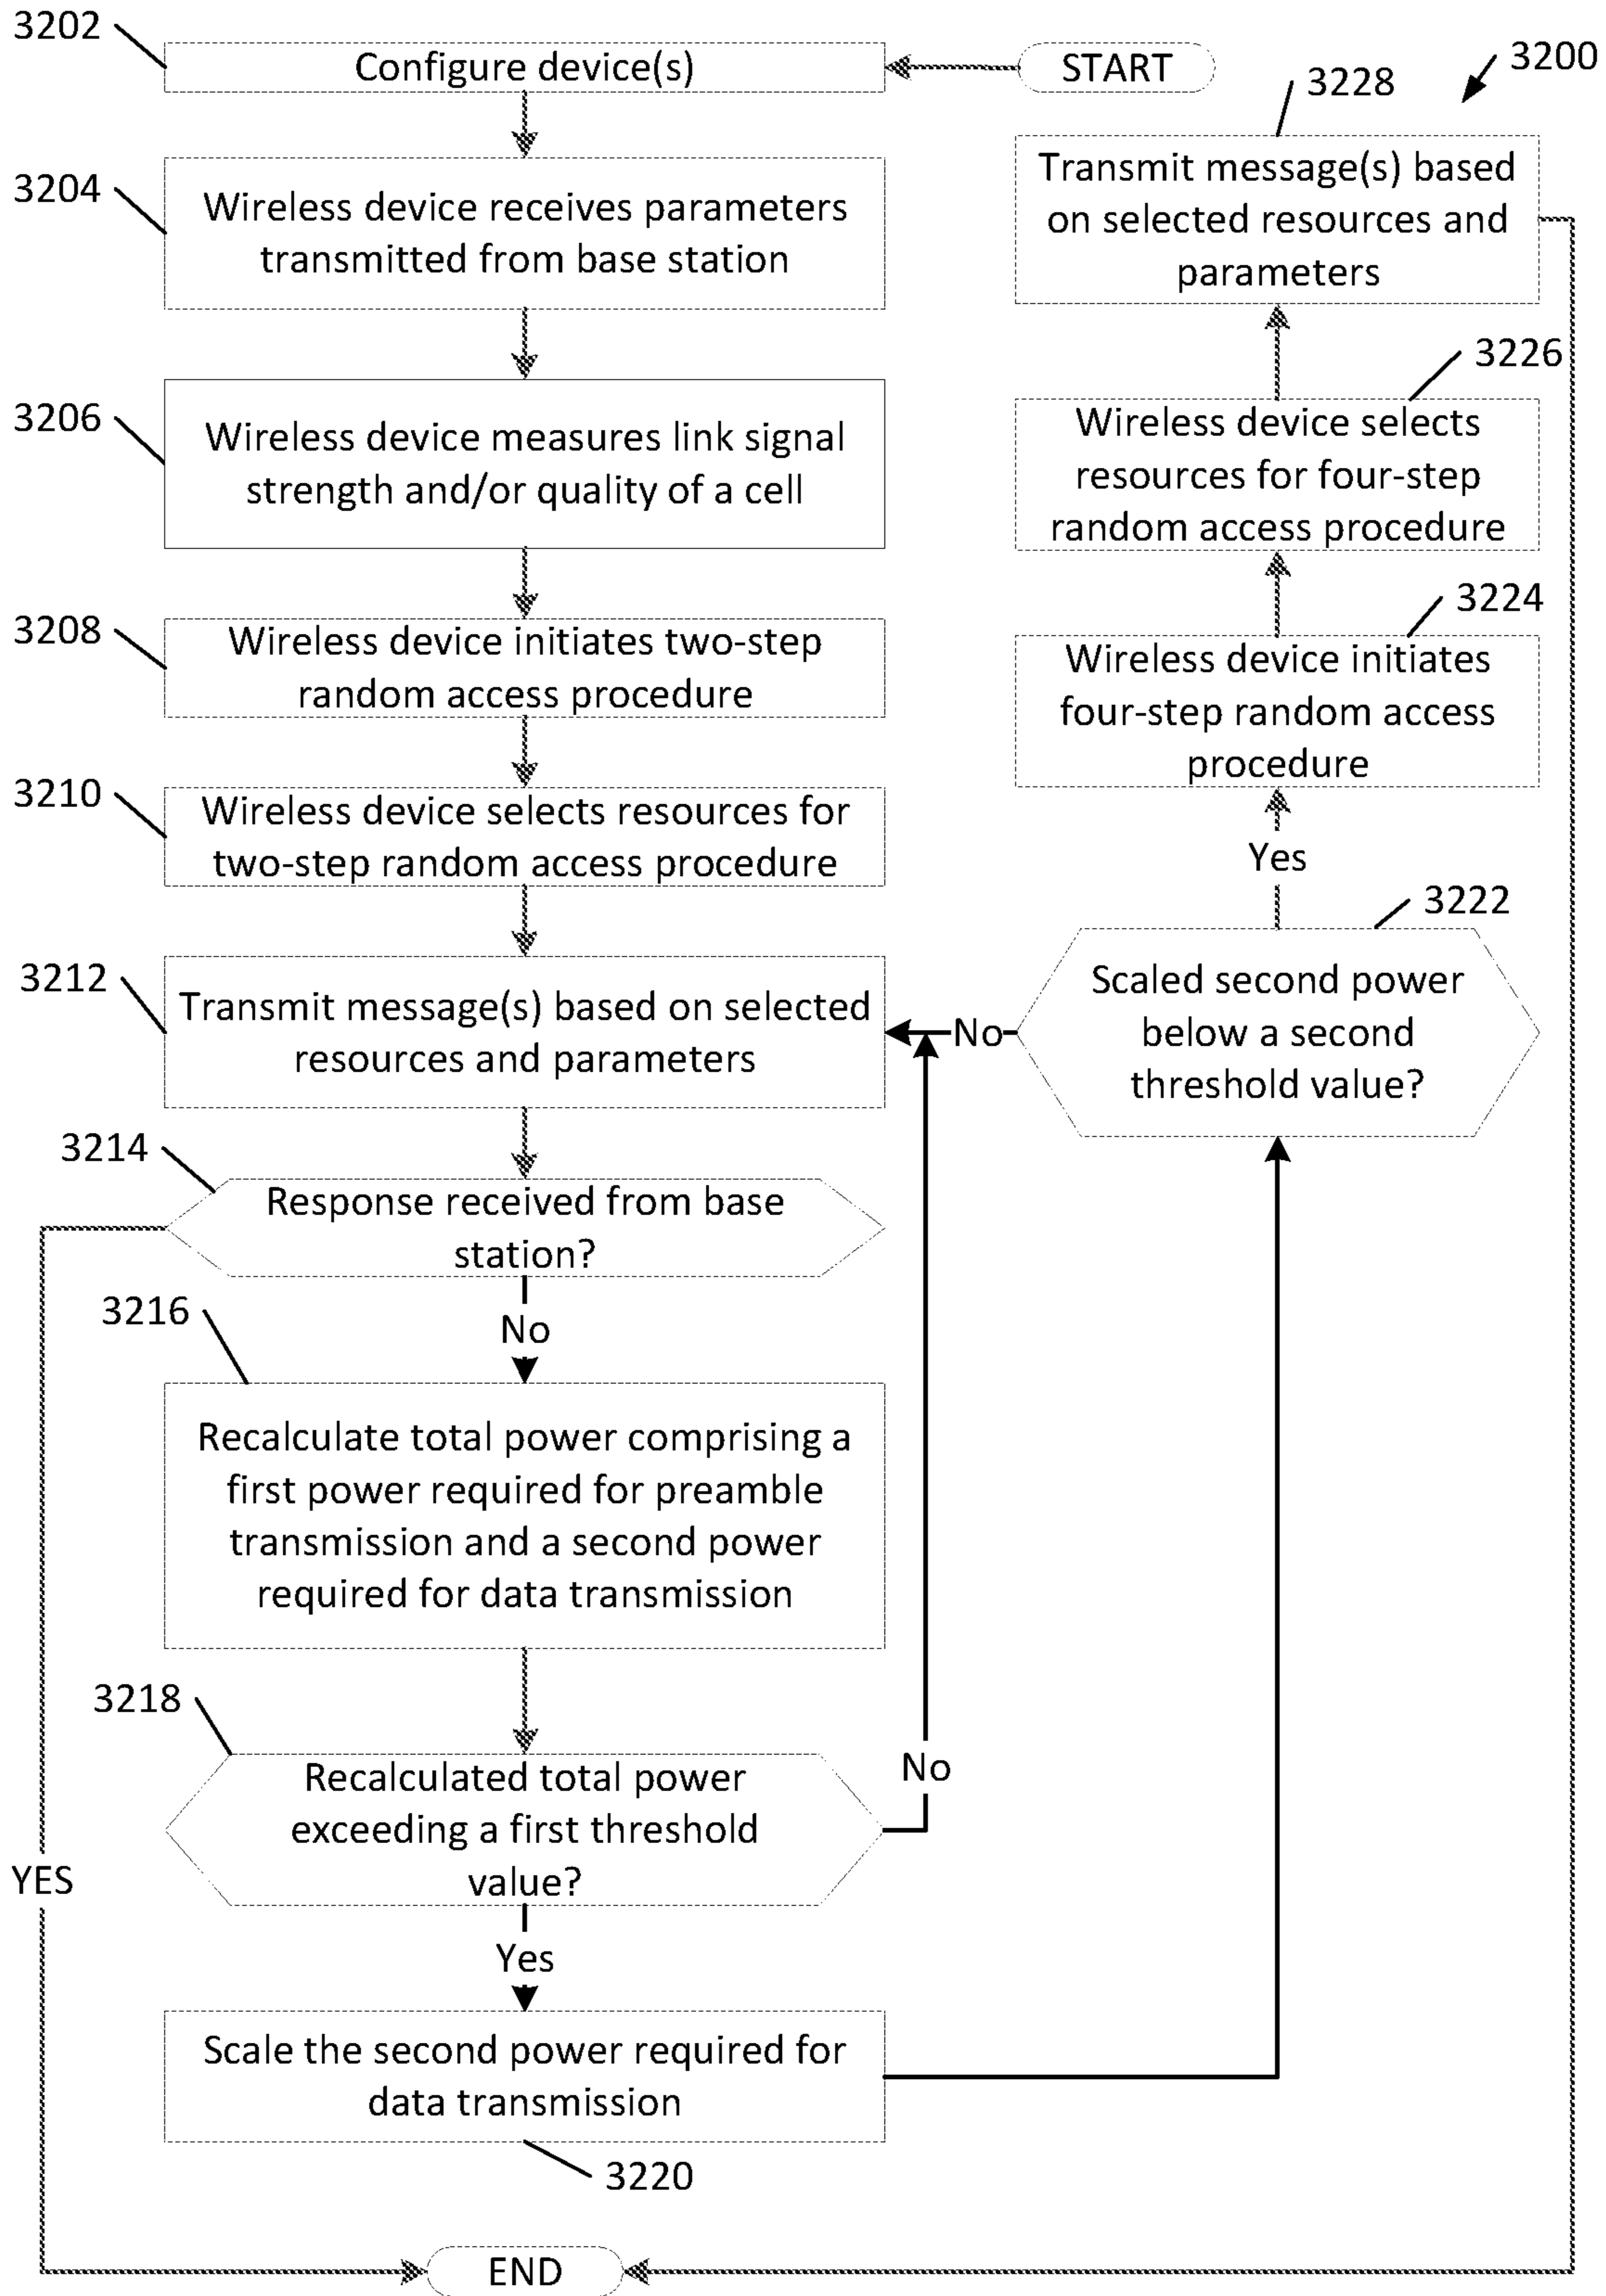 3202
Configure device(s)
START
3200
3204
Wireless device receives parameters
transmitted from base station
3206
Wireless device measures link signal
strength and/or quality of a cell
3208
Wireless device initiates two-step
random access procedure
3210
Wireless device selects resources for
two-step random access procedure
3212
Transmit message(s) based on selected
resources and parameters
3214
Response received from base
station?
YES
No
3216
Recalculate total power comprising a
first power required for preamble
transmission and a second power
required for data transmission
3218
Recalculated total power
exceeding a first threshold
value?
No
Yes
Scale the second power required for
data transmission
3220
3222
Scaled second power
below a second
threshold value?
No
Yes
3224
Wireless device initiates
four-step random access
procedure
3226
Wireless device selects
resources for four-step
random access procedure
3228
Transmit message(s) based
on selected resources and
parameters
END